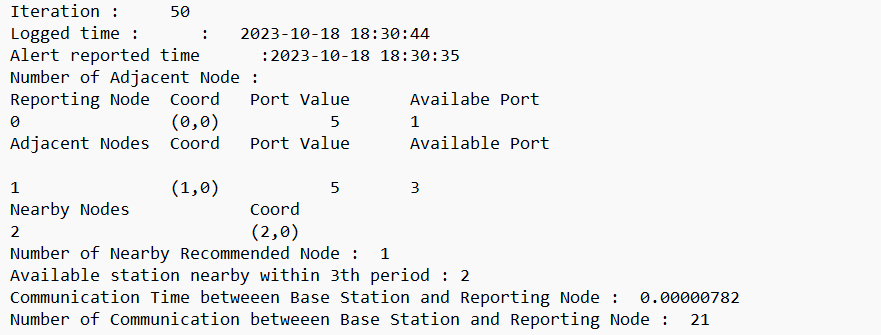 Iteration :     50
Logged time :      :   2023-10-18 18:30:44
Alert reported time      :2023-10-18 18:30:35
Number of Adjacent Node :
Reporting Node  Coord   Port Value      Availabe Port
0               (0,0)           5       1
Adjacent Nodes  Coord   Port Value      Available Port
1               (1,0)           5       3
Nearby Nodes            Coord
2                       (2,0)
Number of Nearby Recommended Node :  1
Available station nearby within 3th period : 2
Communication Time betweeen Base Station and Reporting Node :  0.00000782
Number of Communication betweeen Base Station and Reporting Node :  21